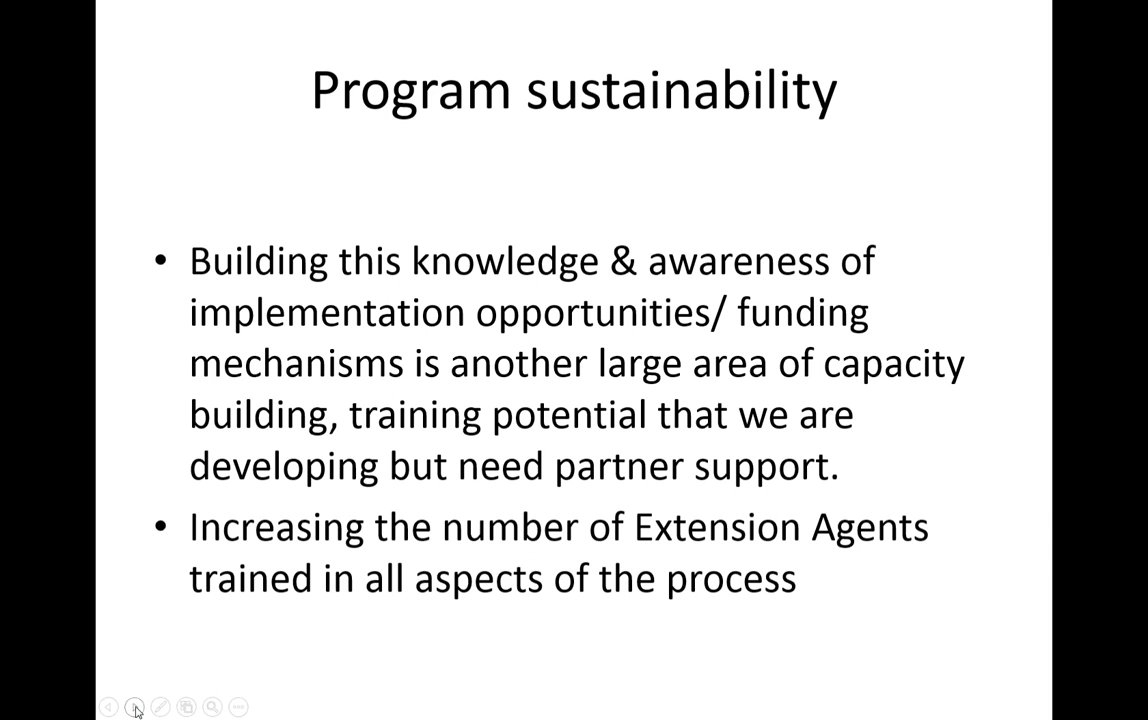 Program sustainability
• Building this knowledge & awareness of
implementation opportunities/ funding
mechanisms is another large area of capacity
building, training potential that we are
developing but need partner support.
• Increasing the number of Extension Agents
trained in all aspects of the process